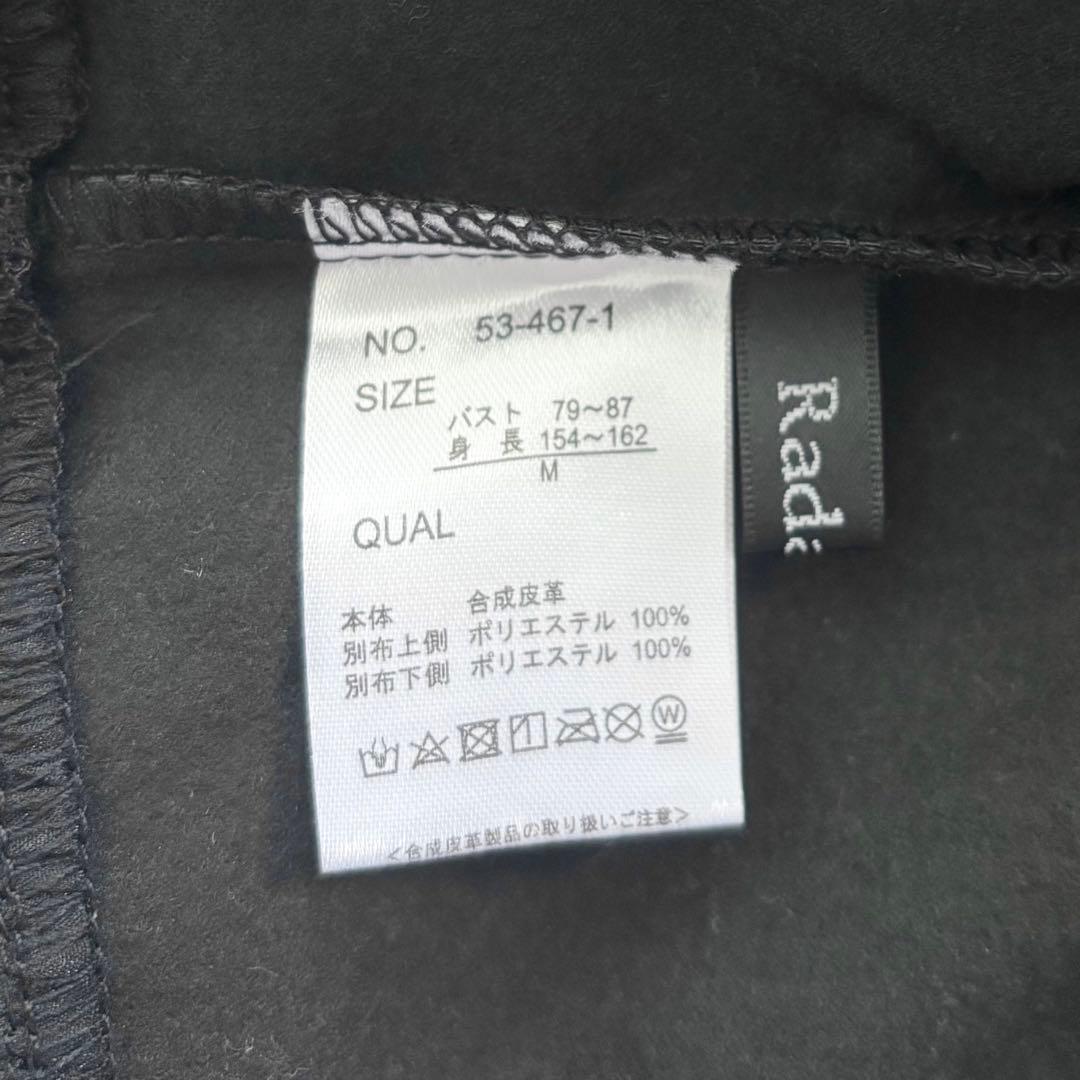 NO. 53-467-1
SIZE
バスト 79〜87
身 長 154〜162
M
QUAL
本体 合成皮革
別布上側 ポリエステル 100%
別布下側 ポリエステル 100%
W
<合成皮革製品の取り扱いご注意>
Rad